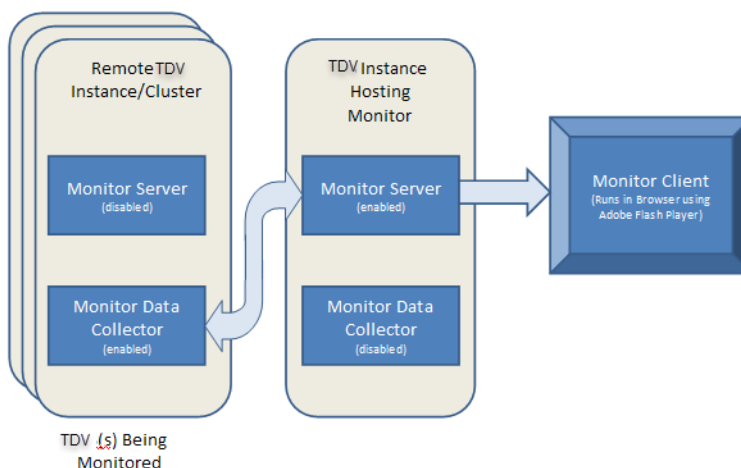 Remote TDV
Instance/Cluster
Monitor Server
(disabled)
Monitor Data
Collector
(enabled)
TDV (s) Being
Monitored
TDV Instance
Hosting
Monitor
Monitor Server
(enabled)
Monitor Data
Collector
(disabled)
Monitor Client
(Runs in Browser using
Adobe Flash Player)